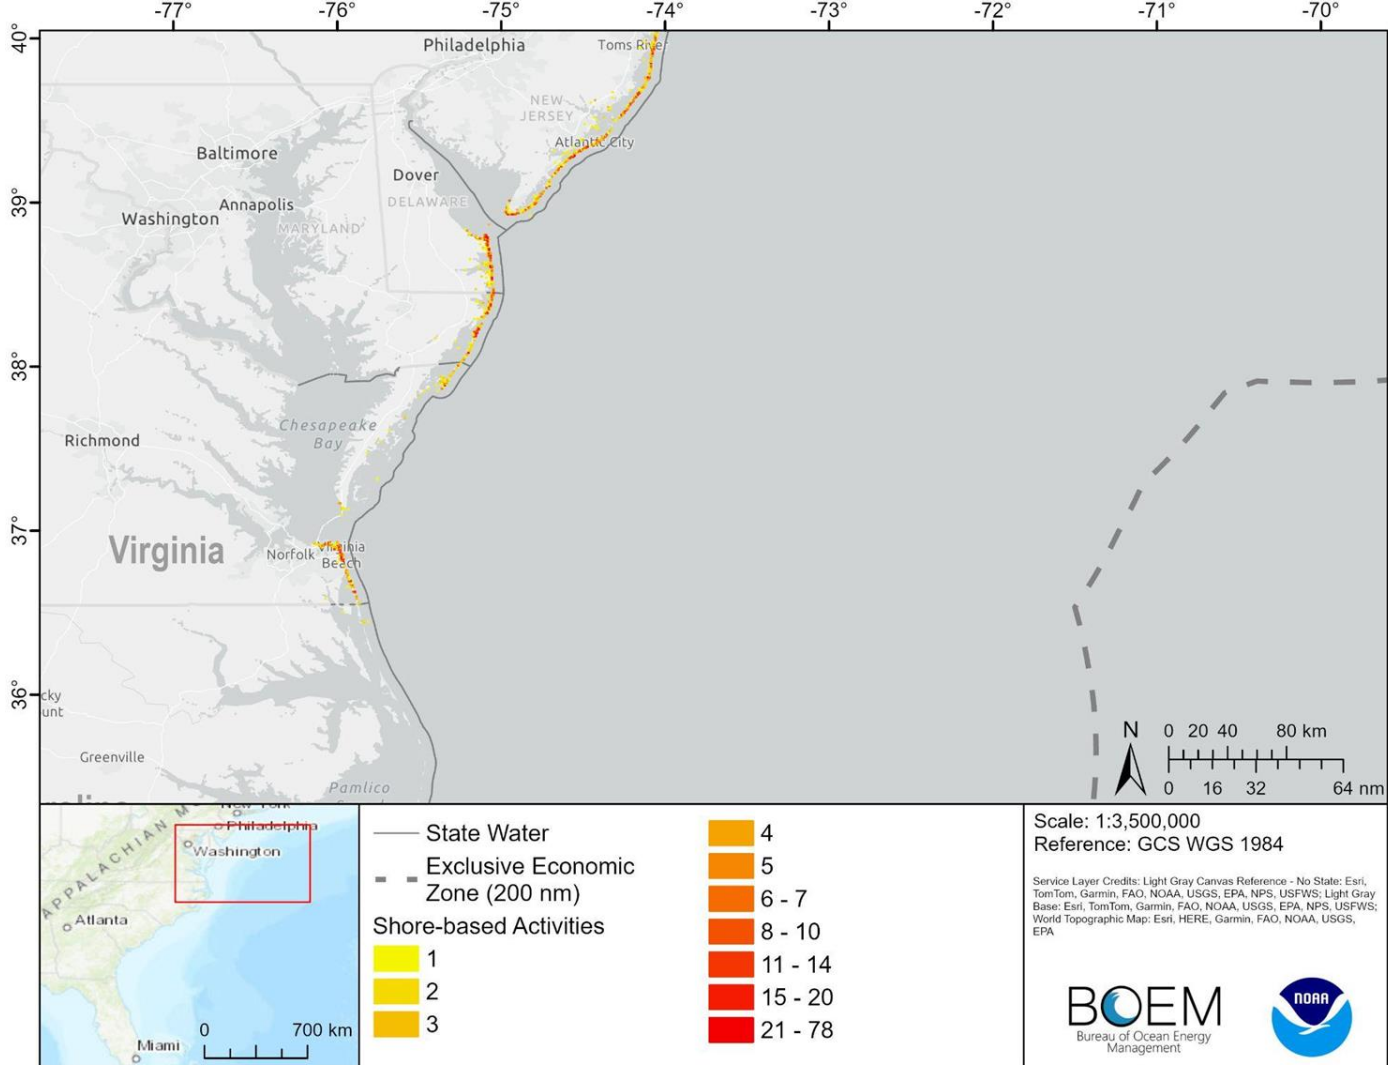 -77° -76° -75° -74° -73° -72° -71° -70°
40°
39°
38°
37°
36°
Philadelphia
Toms River
NEW
JERSEY
Atlantic City
Baltimore
Dover
DELAWARE
Annapolis
Washington
MARYLAND
Chesapeake
Bay
Richmond
Virginia
Norfolk
Virginia
Beach
cky
unt
Greenville
Pamlico
N
0 20 40 80 km
0 16 32 64 nm
New York
Philadelphia
Washington
APPALACHIAN M
Atlanta
Miami
0 700 km
State Water
Exclusive Economic
Zone (200 nm)
Shore-based Activities
1
2
3
4
5
6 - 7
8 - 10
11 - 14
15 - 20
21 - 78
Scale: 1:3,500,000
Reference: GCS WGS 1984
Service Layer Credits: Light Gray Canvas Reference - No State: Esri,
TomTom, Garmin, FAO, NOAA, USGS, EPA, NPS, USFWS; Light Gray
Base: Esri, TomTom, Garmin, FAO, NOAA, USGS, EPA, NPS, USFWS;
World Topographic Map: Esri, HERE, Garmin, FAO, NOAA, USGS,
EPA
BOEM
Bureau of Ocean Energy
Management
NOAA